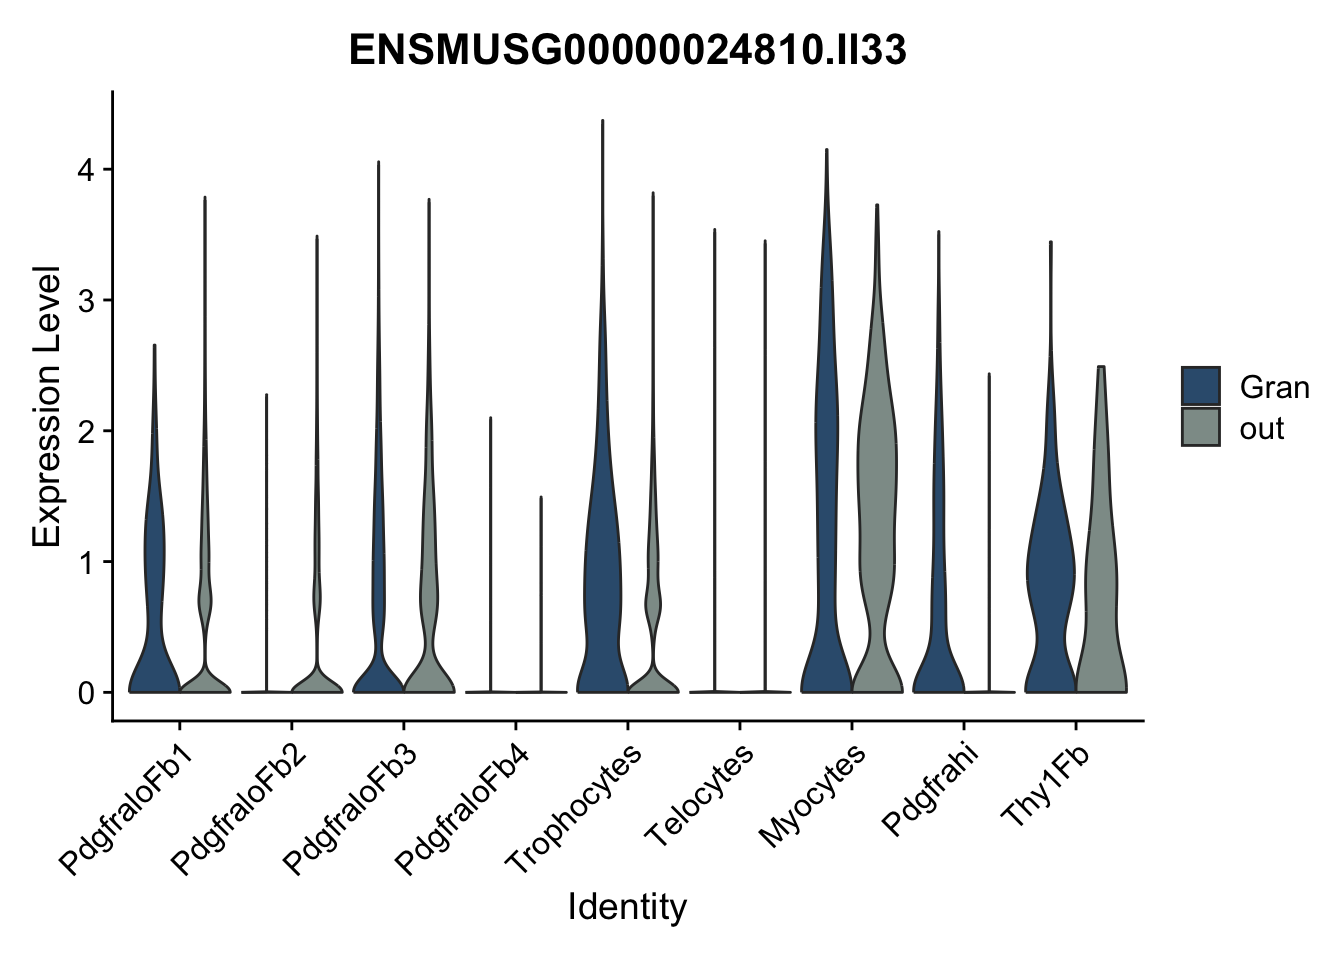 ENSMUSG00000024810.Il33
Expression Level
4
3
2
1
0
PdgfraloFb1
PdgfraloFb2
PdgfraloFb3
PdgfraloFb4
Trophocytes
Telocytes
Myocytes
Pdgfrahi
Thy1Fb
Identity
Gran
out